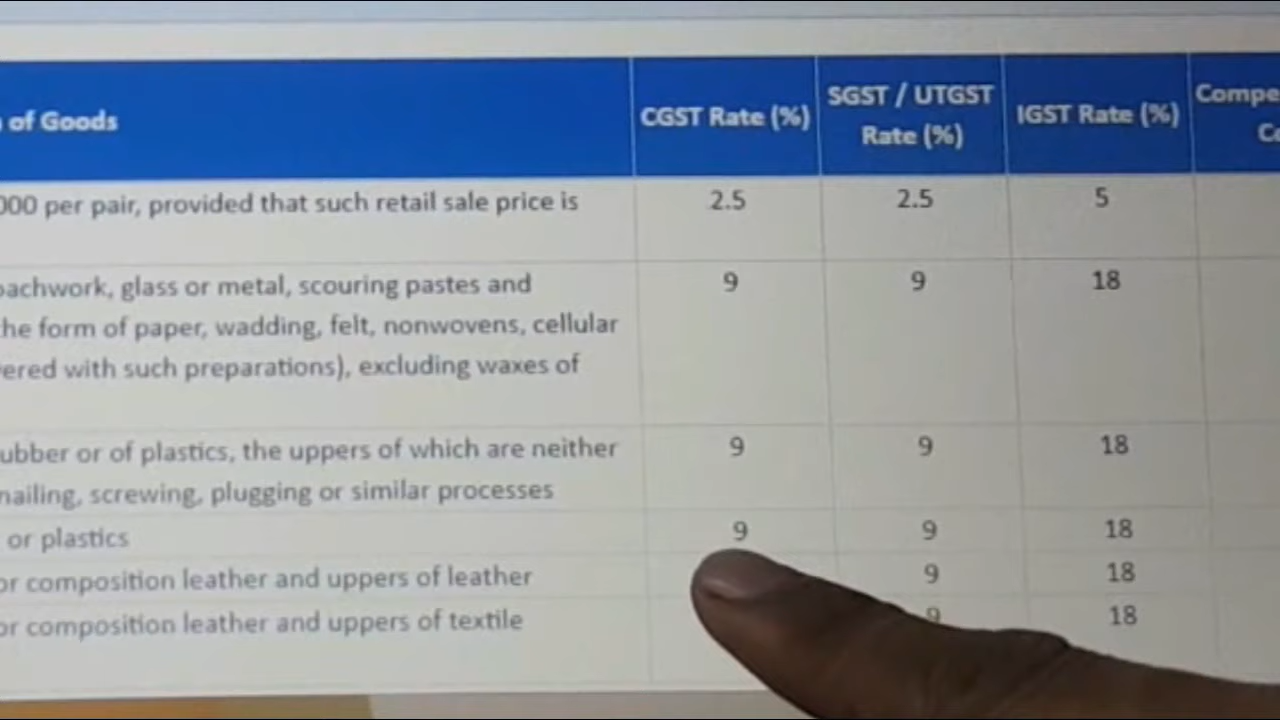 of Goods CGST Rate (%) SGST / UTGST Rate (%) IGST Rate (%)
000 per pair, provided that such retail sale price is 2.5 2.5 5
glass or metal, scouring pastes and 9 9 18
the form of paper, wadding, felt, nonwovens, cellular
with such preparations), excluding waxes of
or of plastics, the uppers of which are neither 9 9 18
nailing, screwing, plugging or similar processes
or plastics 9 9 18
or composition leather and uppers of leather 9 18
or composition leather and uppers of textile 9 18